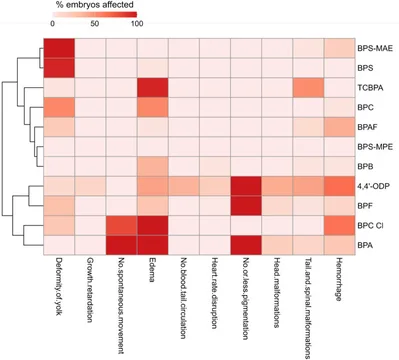 % embryos affected
0 50 100
BPS-MAE
BPS
TCBPA
BPC
BPAF
BPS-MPE
BPB
4,4'-ODP
BPF
BPC Cl
BPA
Deformity.of.yolk
Growth.retardation
No.spontaneous.movement
Edema
No.blood.tail.circulation
Heart.rate.disruption
No.or.less.pigmentation
Head.malformations
Tail.and.spinal.malformations
Hemorrhage